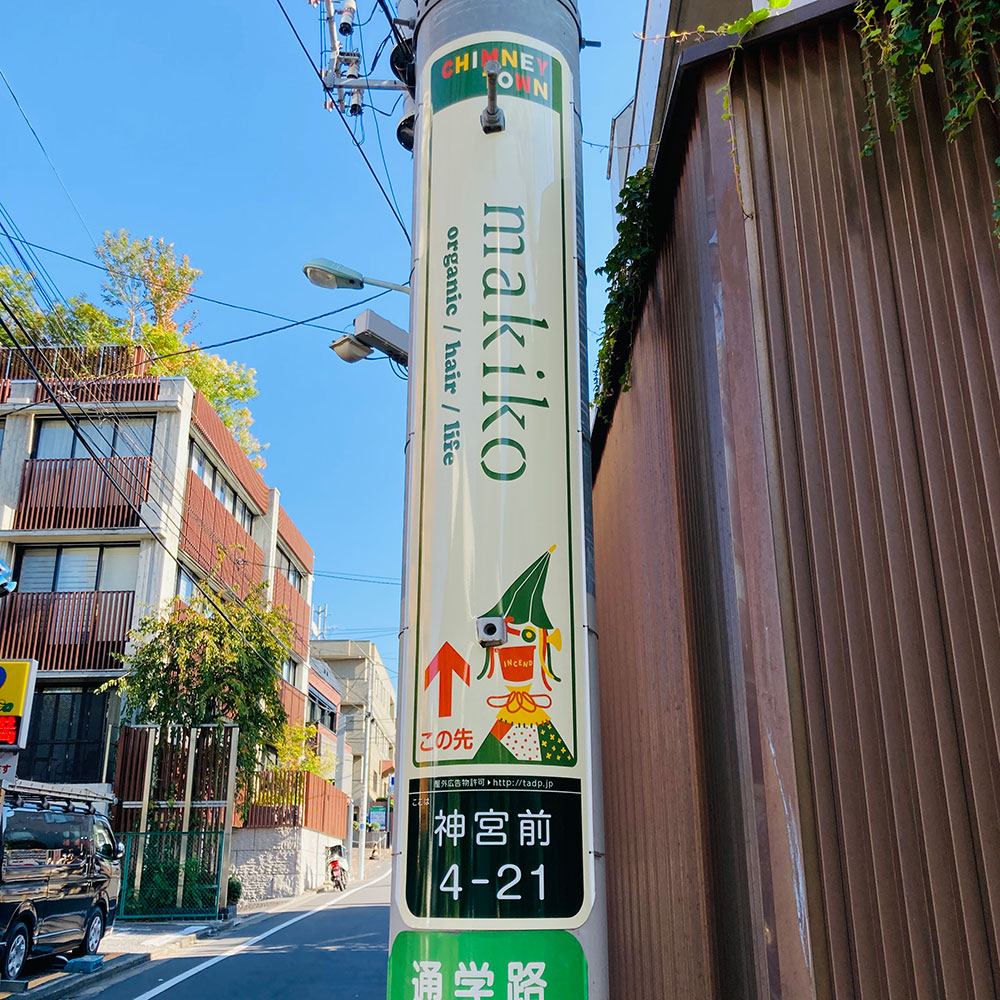 CHIMNEY
TOWN
makiko
organic / hair / life
INCEND
この先
屋外広告物許可▶http://tadp.jp
ここは
神宮前
4-21
通学路